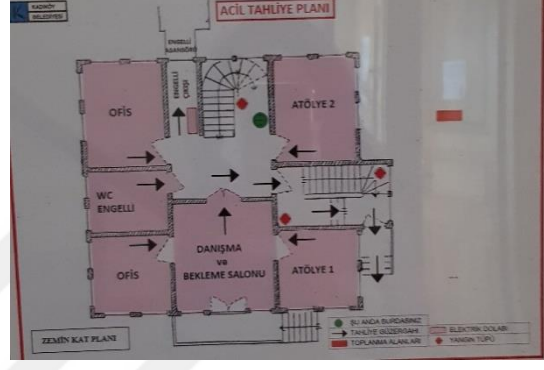 KADIKÖY
BELEDİYESİ
ACİL TAHLİYE PLANI
ENGELLİ
ASANSÖRÜ
ENGELLİ
ÇIKIŞI
OFİS
ATÖLYE 2
WC
ENGELLİ
DANIŞMA
ve
BEKLEME SALONU
OFİS
ATÖLYE 1
ZEMİN KAT PLANI
ŞU ANDA BURDASINIZ
TAHLİYE GÜZERGAHI
TOPLANMA ALANLARI
ELEKTRİK DOLABI
YANGIN TÜPÜ